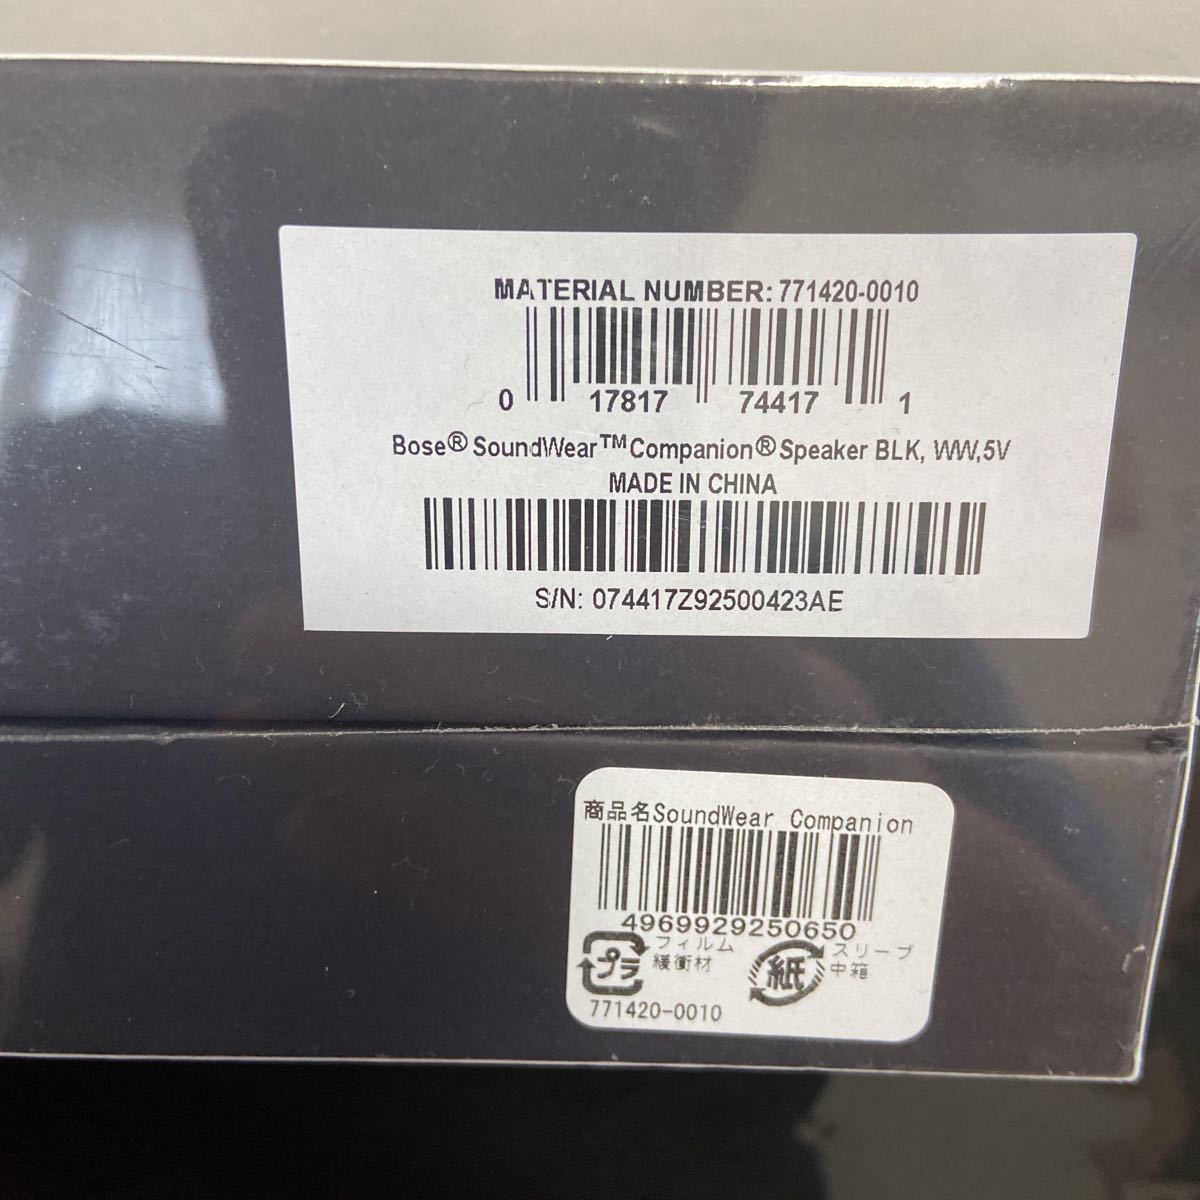 MATERIAL NUMBER: 771420-0010
0 17817 74417 1
Bose® SoundWear™ Companion® Speaker BLK, WW,5V
MADE IN CHINA
S/N: 074417Z92500423AE
商品名SoundWear Companion
4969929250650
プラ フィルム 緩衝材
紙 スリーブ 中箱
771420-0010